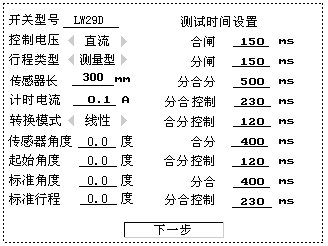 开关型号 LW29D
控制电压 直流
行程类型 测量型
传感器长 300 mm
计时电流 0.1 A
转换模式 线性
传感器角度 0.0 度
起始角度 0.0 度
标准角度 0.0 度
标准行程 0.0 度
测试时间设置
合闸 150 ms
分闸 150 ms
分合分 500 ms
分合控制 230 ms
合分控制 120 ms
合分 400 ms
合分控制 120 ms
分合 400 ms
分合控制 230 ms
下一步